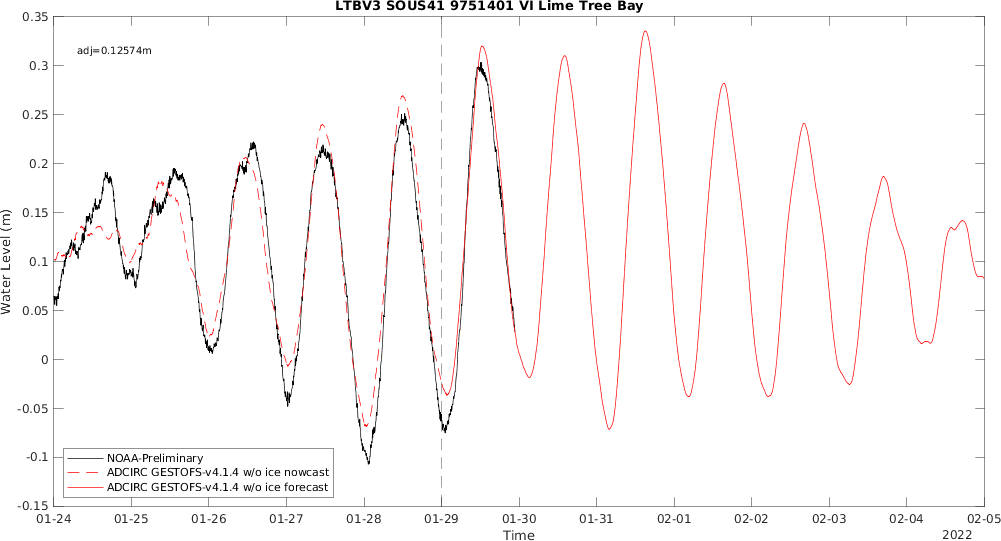 LTBV3 SOUS41 9751401 VI Lime Tree Bay
adj=0.12574m
Water Level (m)
0.35
0.3
0.25
0.2
0.15
0.1
0.05
0
-0.05
-0.1
-0.15
NOAA-Preliminary
ADCIRC GESTOFS-v4.1.4 w/o ice nowcast
ADCIRC GESTOFS-v4.1.4 w/o ice forecast
01-24 01-25 01-26 01-27 01-28 01-29 01-30 01-31 02-01 02-02 02-03 02-04 02-05
Time
2022